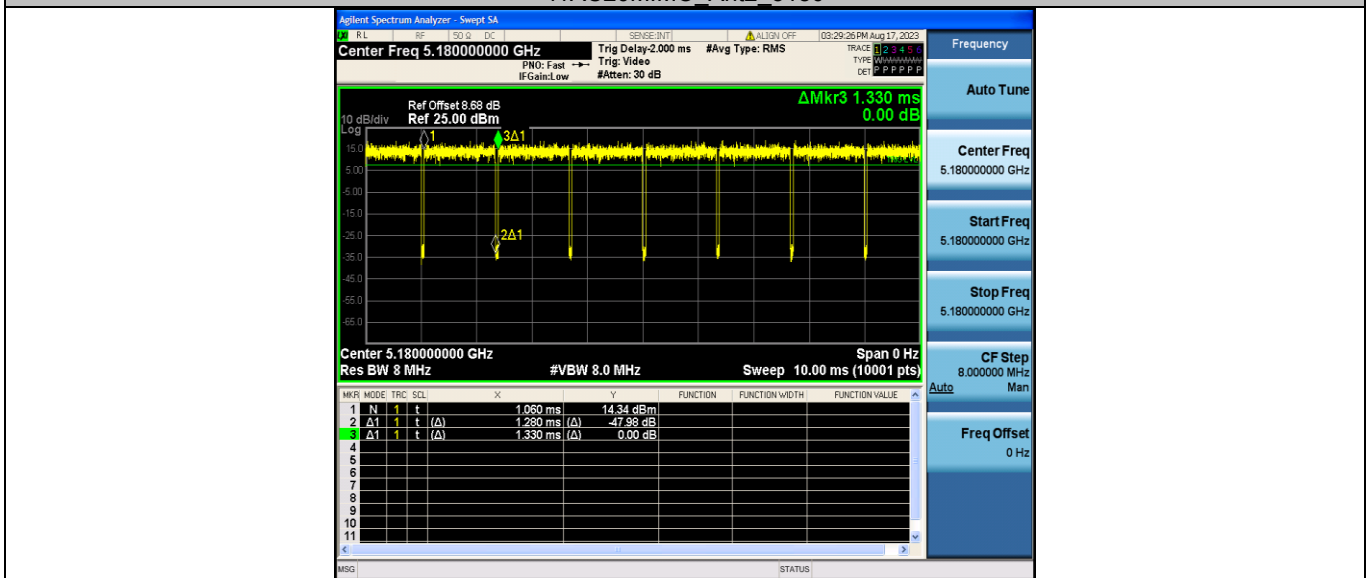 Agilent Spectrum Analyzer - Swept SA
RL RF 50 Ω DC SENSE:INT ALIGN OFF 03:29:26 PM Aug 17, 2023
Center Freq 5.180000000 GHz
PNO: Fast
IFGain:Low
Trig Delay-2.000 ms
Trig: Video
#Atten: 30 dB
#Avg Type: RMS
TRACE 1 2 3 4 5 6
TYPE WWWWWW
DET P P P P P P
ΔMkr3 1.330 ms
0.00 dB
Ref Offset 8.68 dB
10 dB/div Ref 25.00 dBm
Log
1
3Δ1
15.0
5.00
-5.00
-15.0
-25.0
2Δ1
-35.0
-45.0
-55.0
-65.0
Center 5.180000000 GHz Span 0 Hz
Res BW 8 MHz #VBW 8.0 MHz Sweep 10.00 ms (10001 pts)
MKR MODE TRC SCL X Y FUNCTION FUNCTION WIDTH FUNCTION VALUE
1 N 1 t 1.060 ms 14.34 dBm
2 Δ1 1 t (Δ) 1.280 ms (Δ) -47.98 dB
3 Δ1 1 t (Δ) 1.330 ms (Δ) 0.00 dB
4
5
6
7
8
9
10
11
MSG STATUS
Frequency
Auto Tune
Center Freq
5.180000000 GHz
Start Freq
5.180000000 GHz
Stop Freq
5.180000000 GHz
CF Step
8.000000 MHz
Auto Man
Freq Offset
0 Hz